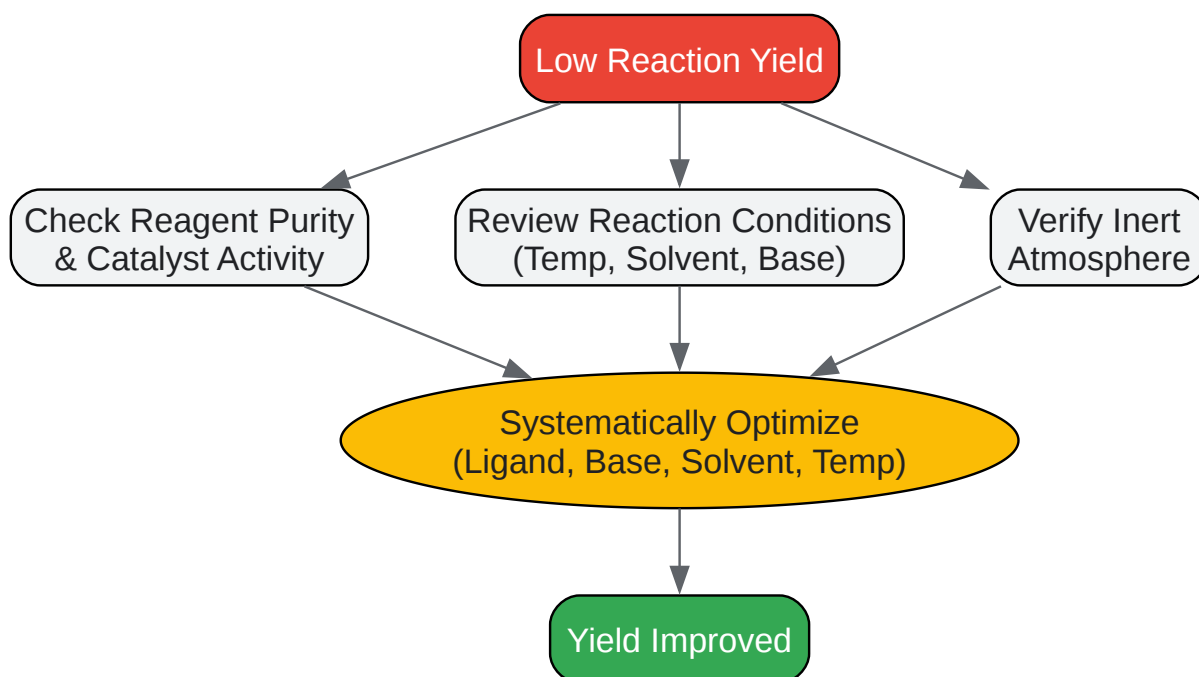 Low Reaction Yield
Check Reagent Purity
& Catalyst Activity
Review Reaction Conditions
(Temp, Solvent, Base)
Verify Inert
Atmosphere
Systematically Optimize
(Ligand, Base, Solvent, Temp)
Yield Improved